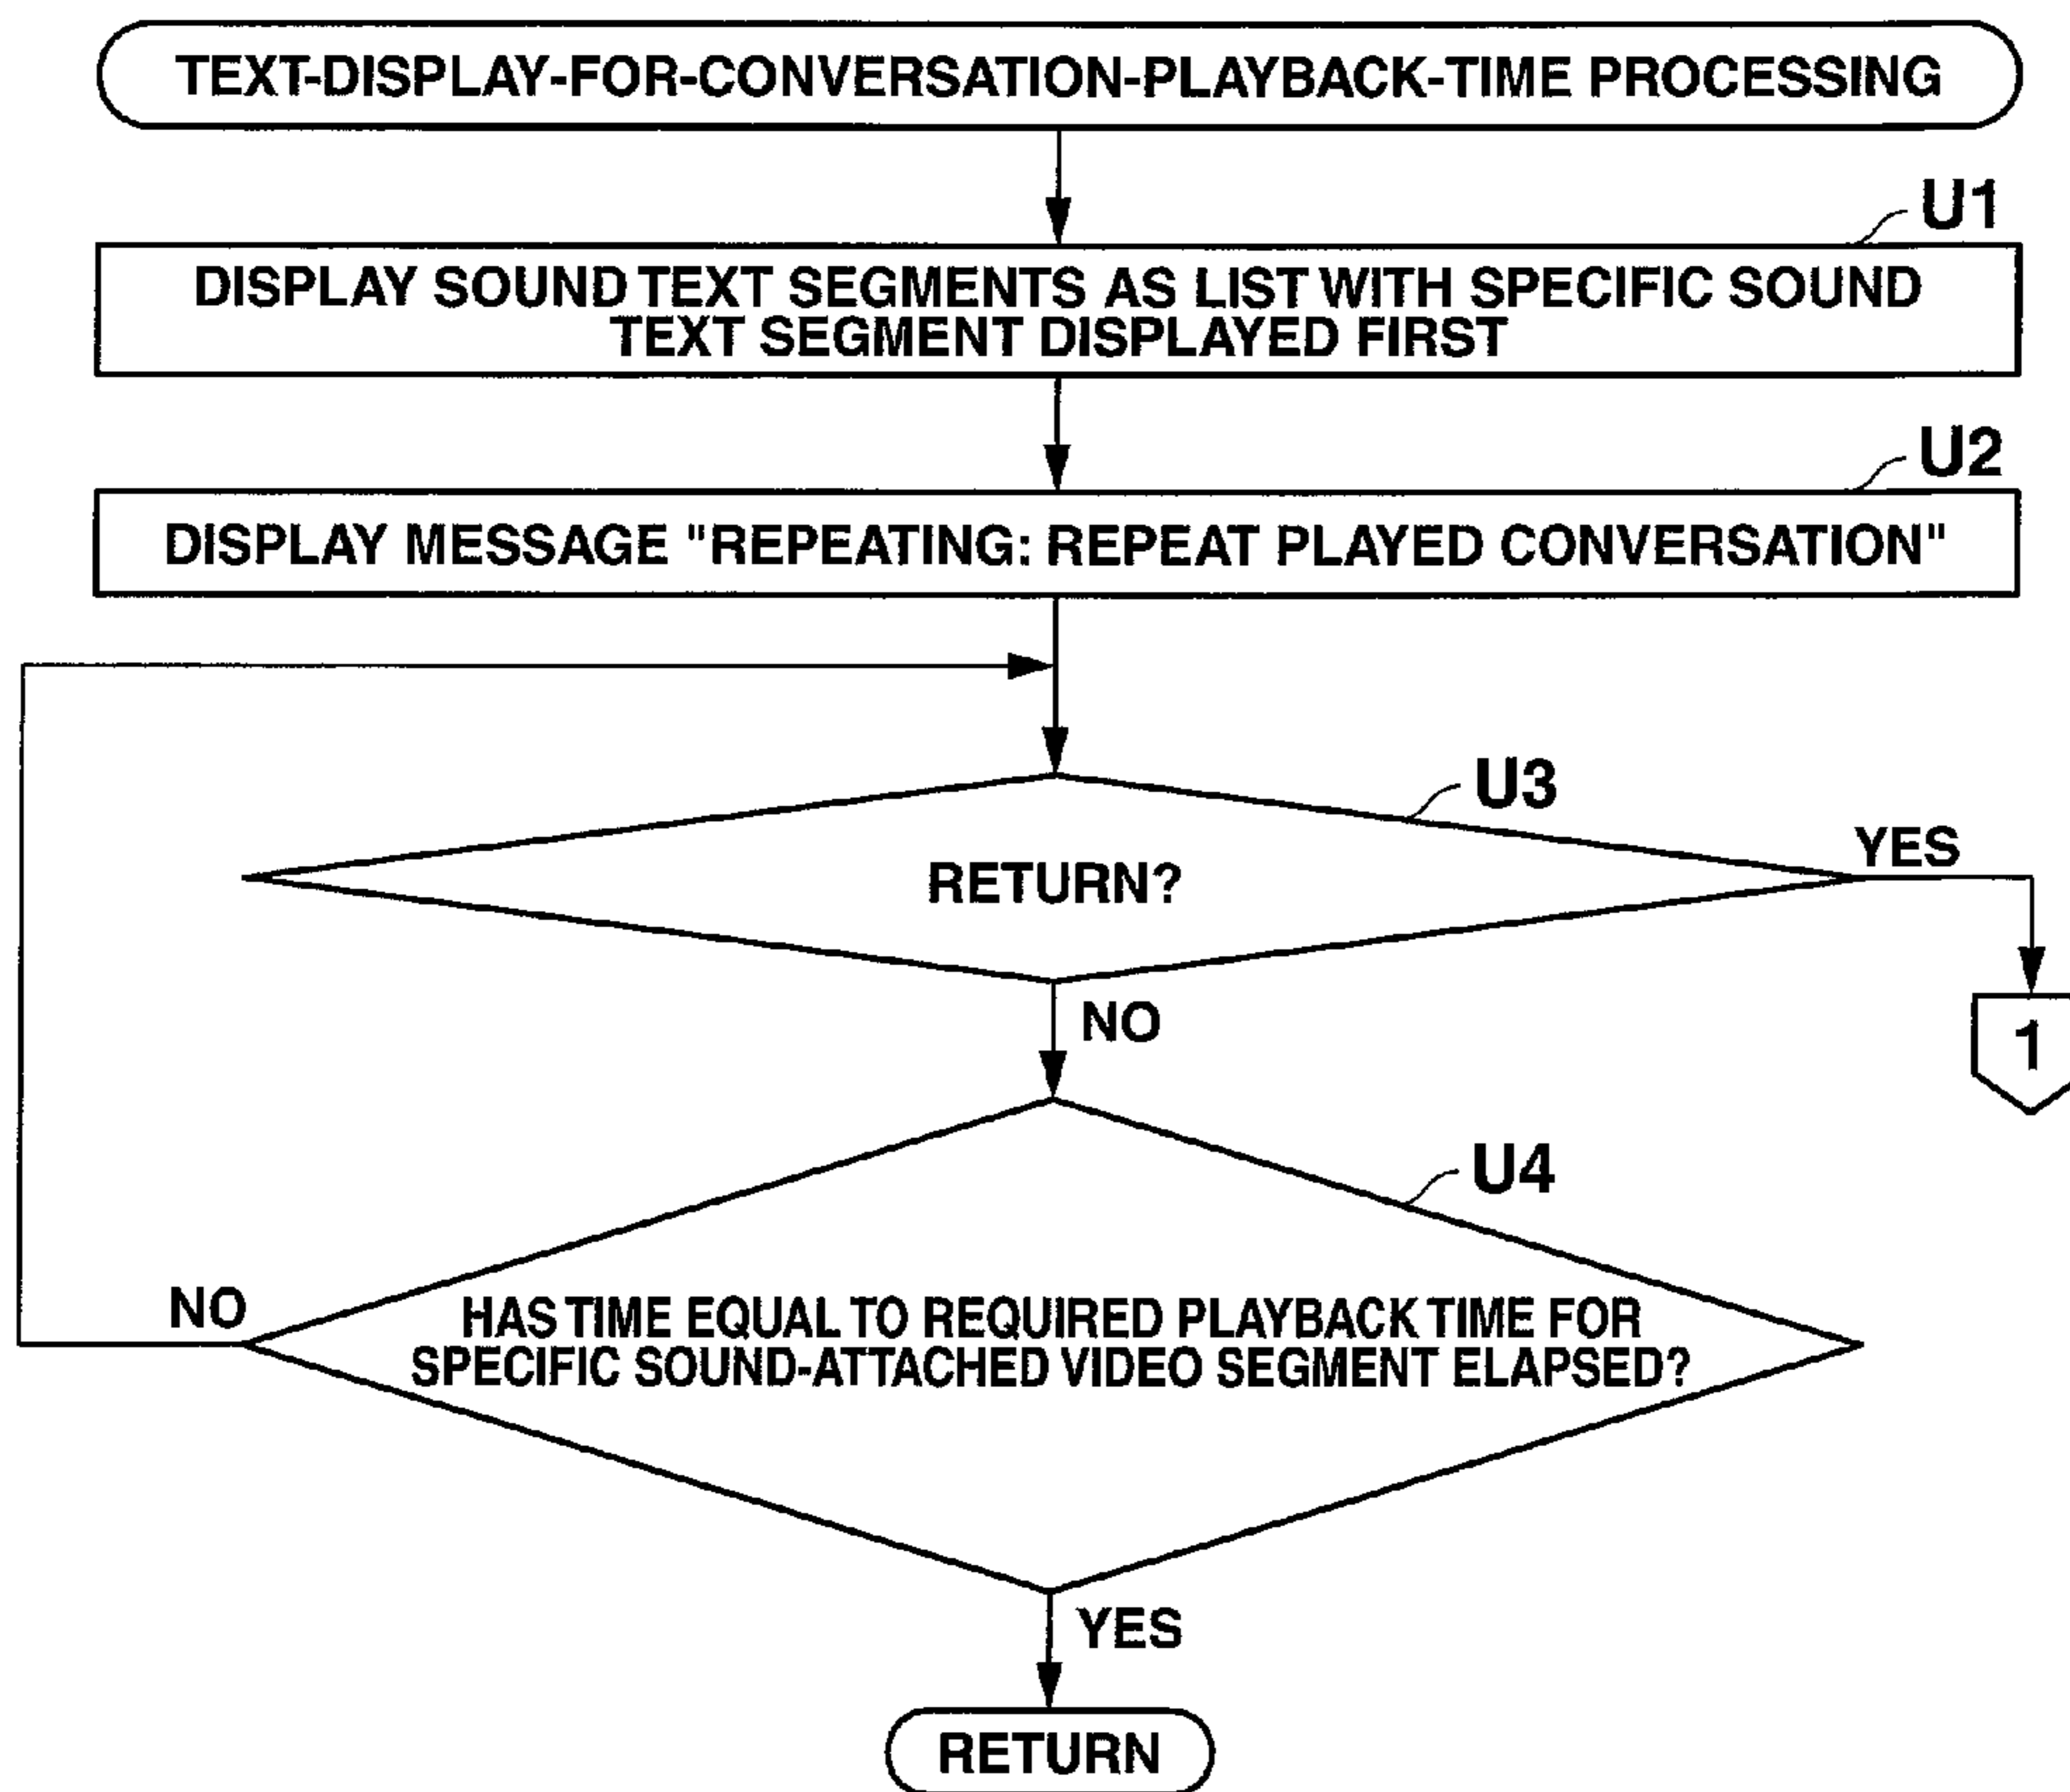 TEXT-DISPLAY-FOR-CONVERSATION-PLAYBACK-TIME PROCESSING
U1
DISPLAY SOUND TEXT SEGMENTS AS LIST WITH SPECIFIC SOUND
TEXT SEGMENT DISPLAYED FIRST
U2
DISPLAY MESSAGE "REPEATING: REPEAT PLAYED CONVERSATION"
U3
YES
RETURN?
NO
1
U4
NO
HAS TIME EQUAL TO REQUIRED PLAYBACK TIME FOR
SPECIFIC SOUND-ATTACHED VIDEO SEGMENT ELAPSED?
YES
RETURN